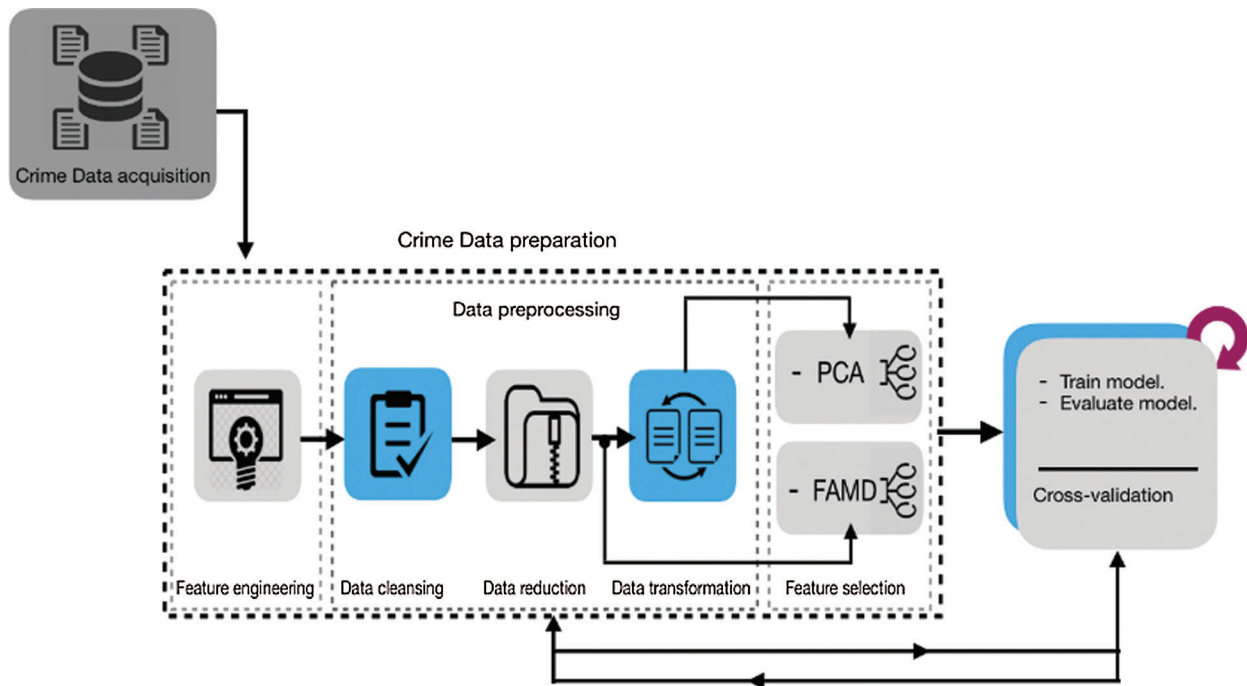 Crime Data acquisition
Crime Data preparation
Data preprocessing
- PCA
- FAMD
Feature engineering
Data cleansing
Data reduction
Data transformation
Feature selection
- Train model.
- Evaluate model.
Cross-validation